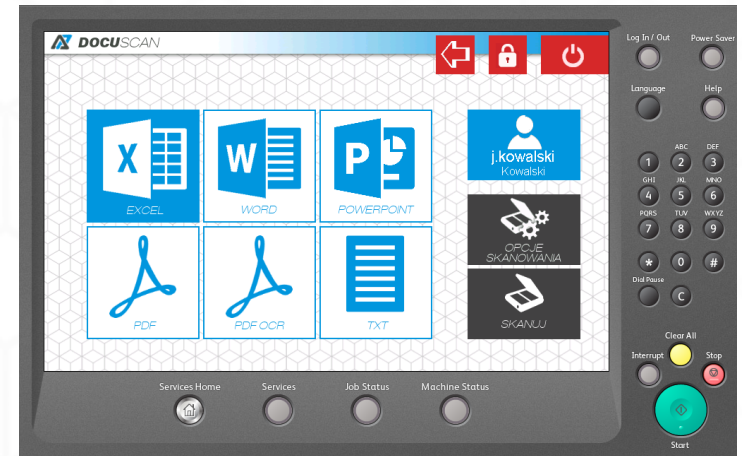 DOCUSCAN
EXCEL
WORD
POWERPOINT
PDF
PDF OCR
TXT
j.kowalski
Kowalski
OPCJE
SKANOWANIA
SKANUJ
Services Home
Services
Job Status
Machine Status
Log In / Out
Power Saver
Language
Help
ABC
DEF
1
2
3
GHI
JKL
MNO
4
5
6
PQRS
TUV
WXYZ
7
8
9
*
0
#
Dial Pause
C
Clear All
Interrupt
Stop
Start